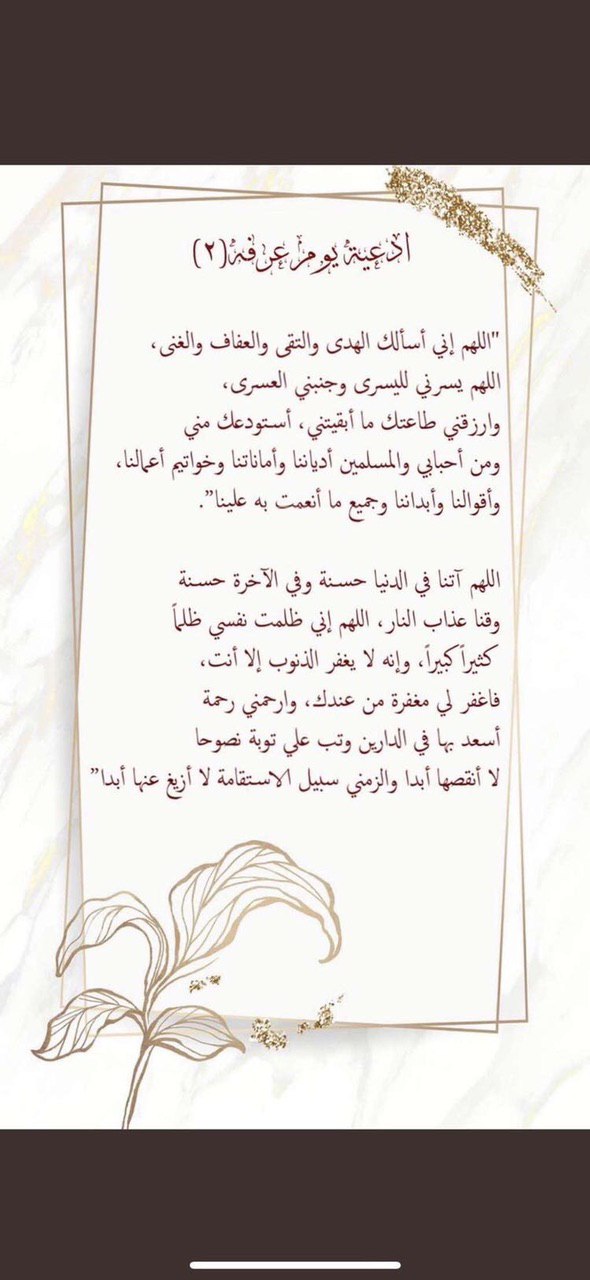 ادعية يوم عرفه (٢)
"اللهم إني أسألك الهدى والتقى والعفاف والغنى،
اللهم يسرني لليسرى وجنبني العسرى،
وارزقني طاعتك ما أبقيتني، أستودعك مني
ومن أحبابي والمسلمين أدياننا وأماناتنا وخواتيم أعمالنا،
وأقوالنا وأبداننا وجميع ما أنعمت به علينا”.
اللهم آتنا في الدنيا حسنة وفي الآخرة حسنة
وقنا عذاب النار، اللهم إني ظلمت نفسي ظلماً
كثيراً كبيراً، وإنه لا يغفر الذنوب إلا أنت،
فاغفر لي مغفرة من عندك، وارحمني رحمة
أسعد بها في الدارين وتب علي توبة نصوحا
لا أنقصها أبدا والزمني سبيل الاستقامة لا أزيغ عنها أبدا”